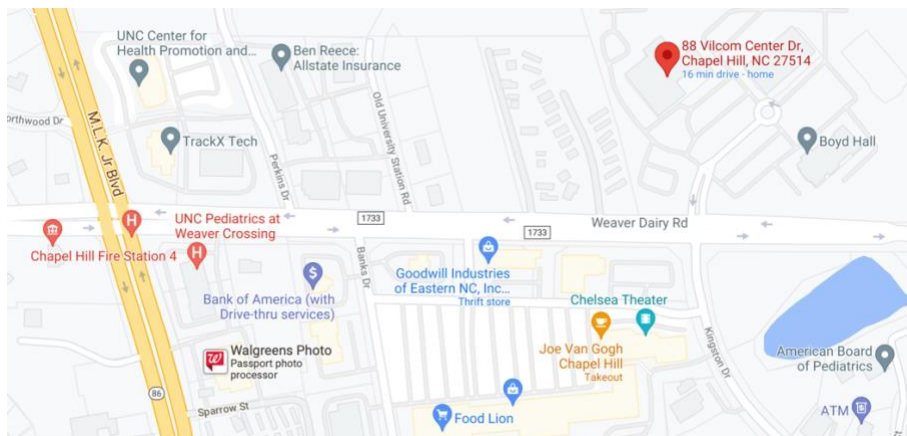 UNC Center for
Health Promotion and...
Ben Reece:
Allstate Insurance
88 Vilcom Center Dr,
Chapel Hill, NC 27514
16 min drive - home
Old University Station Rd
orthwood Dr
M.L.K. Jr Blvd
TrackX Tech
Perkins Dr
Boyd Hall
UNC Pediatrics at
Weaver Crossing
1733
Weaver Dairy Rd
1733
H
H
Chapel Hill Fire Station 4
Banks Dr
Goodwill Industries
of Eastern NC, Inc...
Thrift store
$
Bank of America (with
Drive-thru services)
Chelsea Theater
Kingston Dr
Joe Van Gogh
Chapel Hill
Takeout
W
Walgreens Photo
Passport photo
processor
American Board
of Pediatrics
86
Sparrow St
Food Lion
ATM